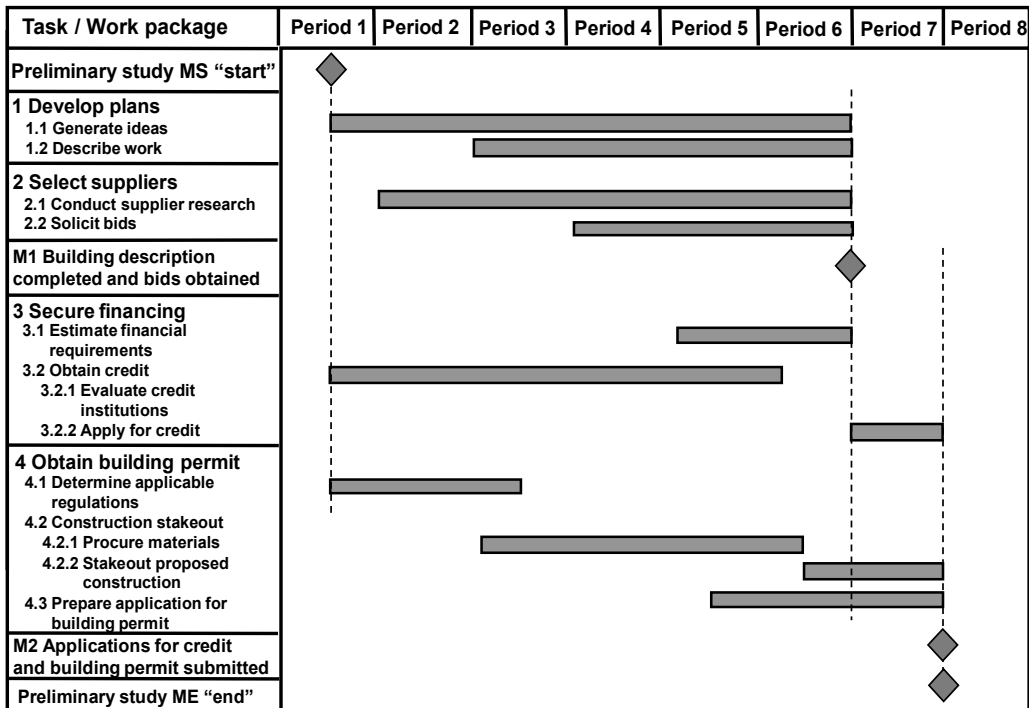 Task / Work package Period 1 Period 2 Period 3 Period 4 Period 5 Period 6 Period 7 Period 8
Preliminary study MS “start”
1 Develop plans
1.1 Generate ideas
1.2 Describe work
2 Select suppliers
2.1 Conduct supplier research
2.2 Solicit bids
M1 Building description
completed and bids obtained
3 Secure financing
3.1 Estimate financial
requirements
3.2 Obtain credit
3.2.1 Evaluate credit
institutions
3.2.2 Apply for credit
4 Obtain building permit
4.1 Determine applicable
regulations
4.2 Construction stakeout
4.2.1 Procure materials
4.2.2 Stakeout proposed
construction
4.3 Prepare application for
building permit
M2 Applications for credit
and building permit submitted
Preliminary study ME “end”